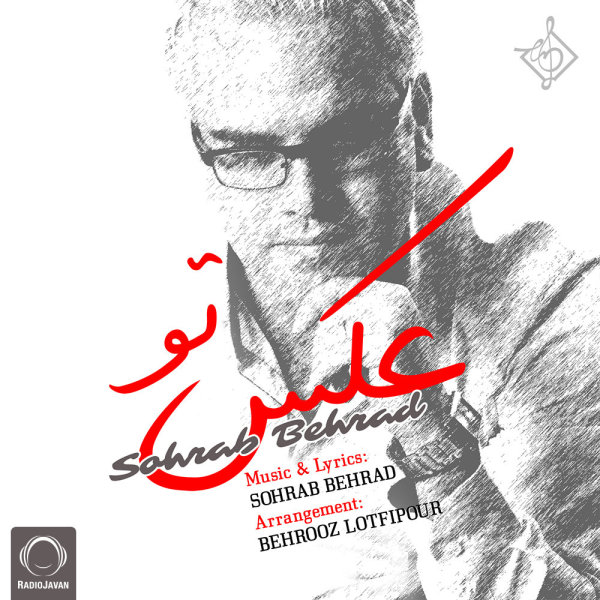 عکس تو
Sohrab Behrad
Music & Lyrics:
SOHRAB BEHRAD
Arrangement:
BEHROOZ LOTFIPOUR
RADIOJAVAN